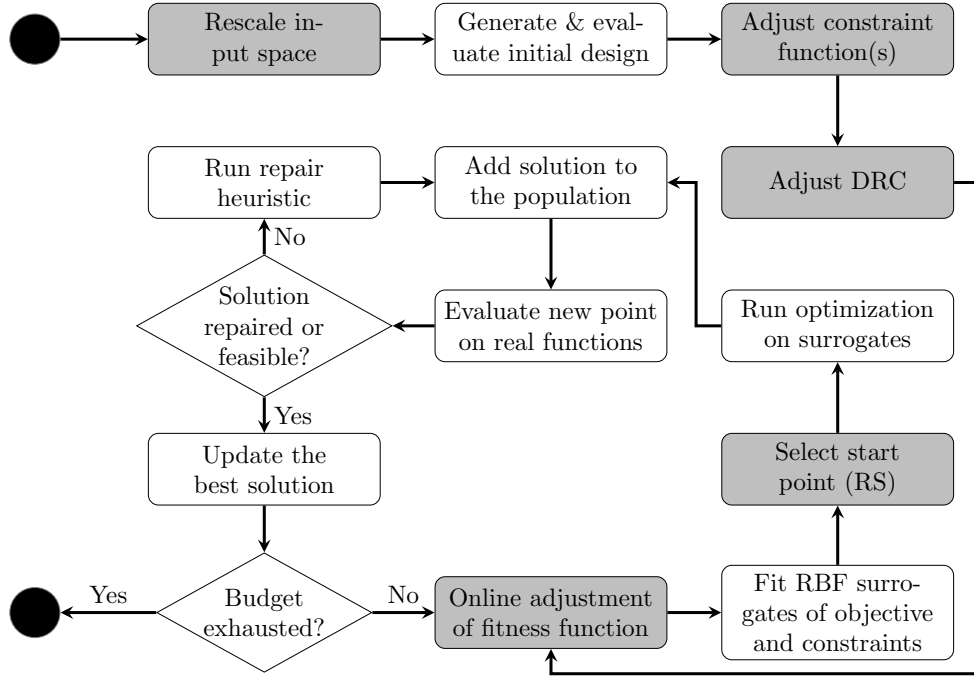 Rescale in-
put space
Generate & eval-
uate initial design
Adjust constraint
function(s)
Run repair
heuristic
Add solution to
the population
Adjust DRC
No
Solution
repaired or
feasible?
Evaluate new point
on real functions
Run optimization
on surrogates
Yes
Update the
best solution
Select start
point (RS)
Yes
Budget
exhausted?
No
Online adjustment
of fitness function
Fit RBF surro-
gates of objective
and constraints